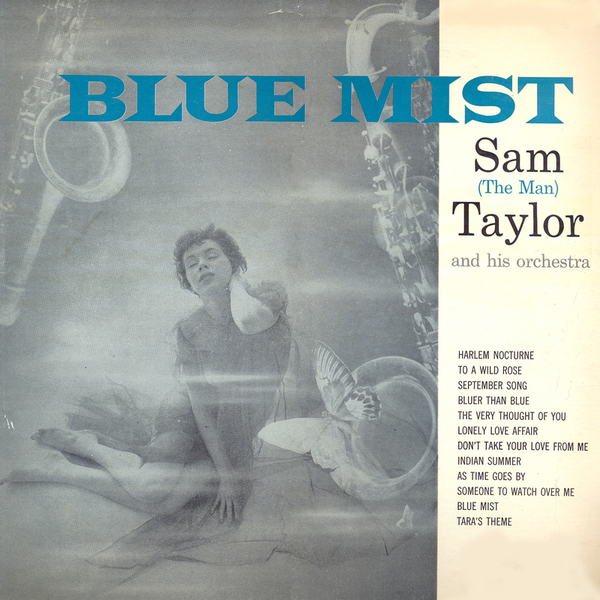 BLUE MIST
Sam
(The Man)
Taylor
and his orchestra
HARLEM NOCTURNE
TO A WILD ROSE
SEPTEMBER SONG
BLUER THAN BLUE
THE VERY THOUGHT OF YOU
LONELY LOVE AFFAIR
DON'T TAKE YOUR LOVE FROM ME
INDIAN SUMMER
AS TIME GOES BY
SOMEONE TO WATCH OVER ME
BLUE MIST
TARA'S THEME